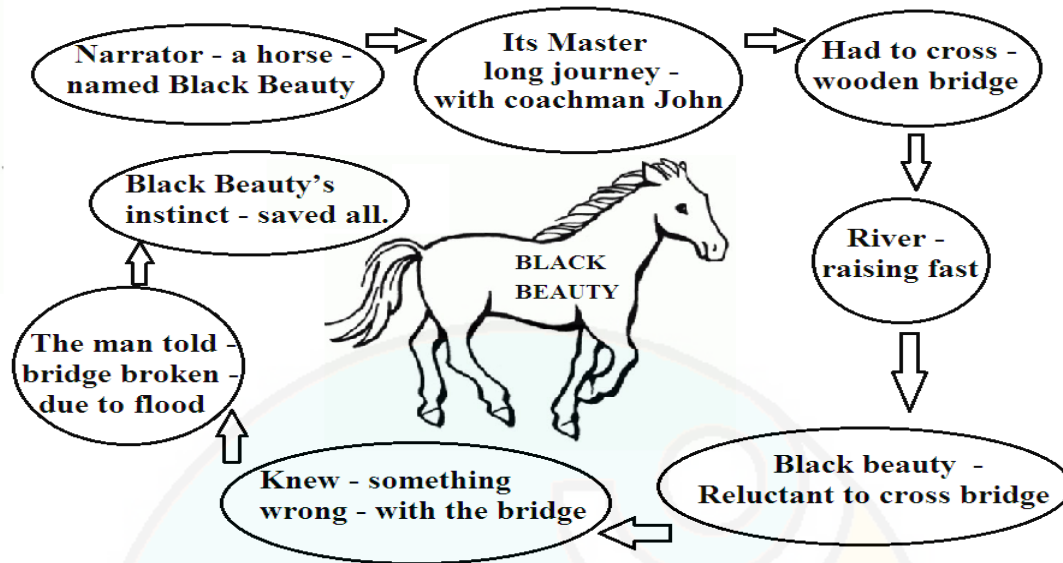 Narrator - a horse -
named Black Beauty
Its Master
long journey -
with coachman John
Had to cross -
wooden bridge
River -
raising fast
Black beauty -
Reluctant to cross bridge
Knew - something
wrong - with the bridge
The man told -
bridge broken -
due to flood
Black Beauty's
instinct - saved all.
BLACK
BEAUTY